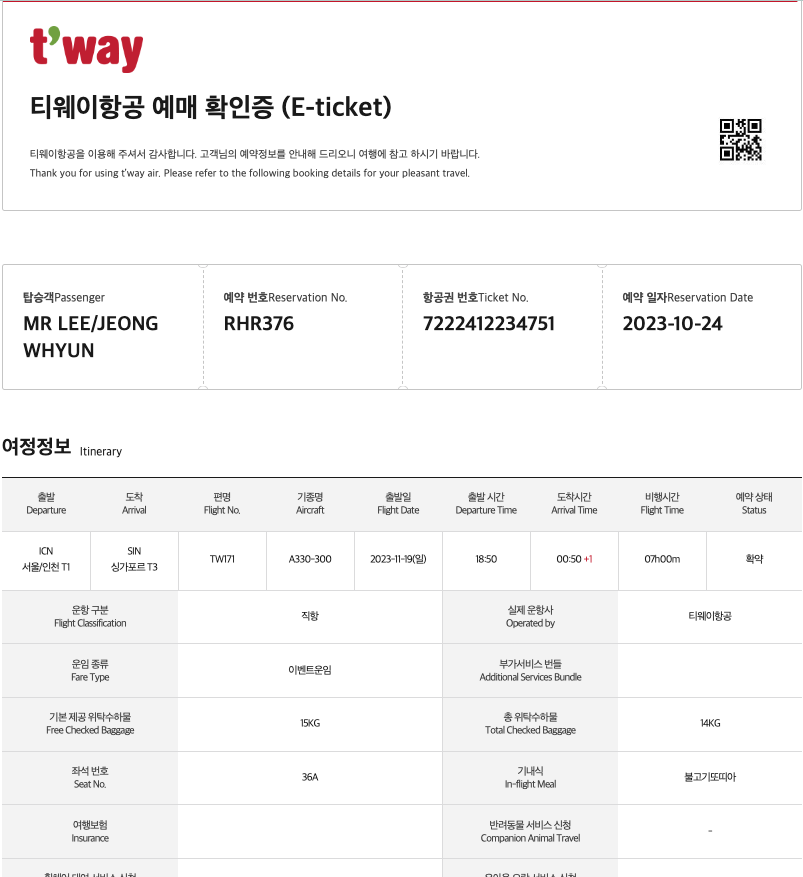 t'way
티웨이항공 예매 확인증 (E-ticket)
티웨이항공을 이용해 주셔서 감사합니다. 고객님의 예약정보를 안내해 드리오니 여행에 참고 하시기 바랍니다.
Thank you for using t'way air. Please refer to the following booking details for your pleasant travel.
탑승객Passenger
MR LEE/JEONG
WHYUN
예약 번호Reservation No.
RHR376
항공권 번호Ticket No.
7222412234751
예약 일자Reservation Date
2023-10-24
여정정보 Itinerary
출발 도착 편명 기종명 출발일 출발 시간 도착시간 비행시간 예약 상태
Departure Arrival Flight No. Aircraft Flight Date Departure Time Arrival Time Flight Time Status
ICN SIN
서울/인천 T1 싱가포르 T3 TW171 A330-300 2023-11-19(일) 18:50 00:50 +1 07h00m 확약
운항 구분 직항 실제 운항사 티웨이항공
Flight Classification Operated by
운임 종류 이벤트운임 부가서비스 번들
Fare Type Additional Services Bundle
기본 제공 위탁수하물 15KG 총 위탁수하물 14KG
Free Checked Baggage Total Checked Baggage
좌석 번호 36A 기내식 불고기또띠아
Seat No. In-flight Meal
여행보험 반려동물 서비스 신청 -
Insurance Companion Animal Travel